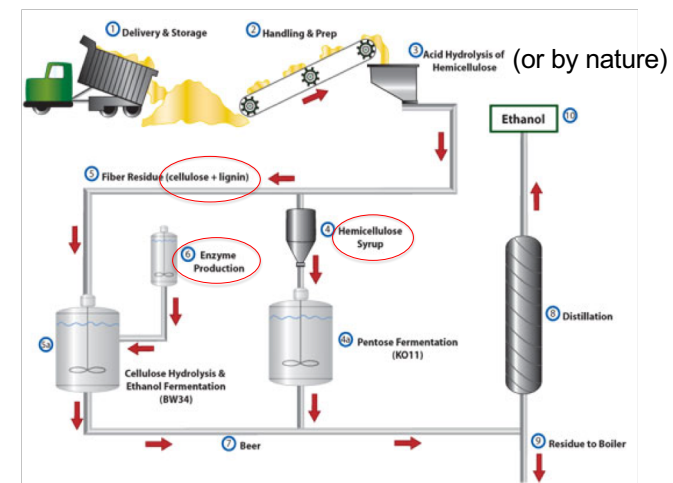 1 Delivery & Storage
2 Handling & Prep
3 Acid Hydrolysis of
Hemicellulose
(or by nature)
Ethanol
10
5 Fiber Residue (cellulose + lignin)
4 Hemicellulose
Syrup
6 Enzyme
Production
5a
4a Pentose Fermentation
(KO11)
8 Distillation
Cellulose Hydrolysis &
Ethanol Fermentation
(BW34)
7 Beer
9 Residue to Boiler